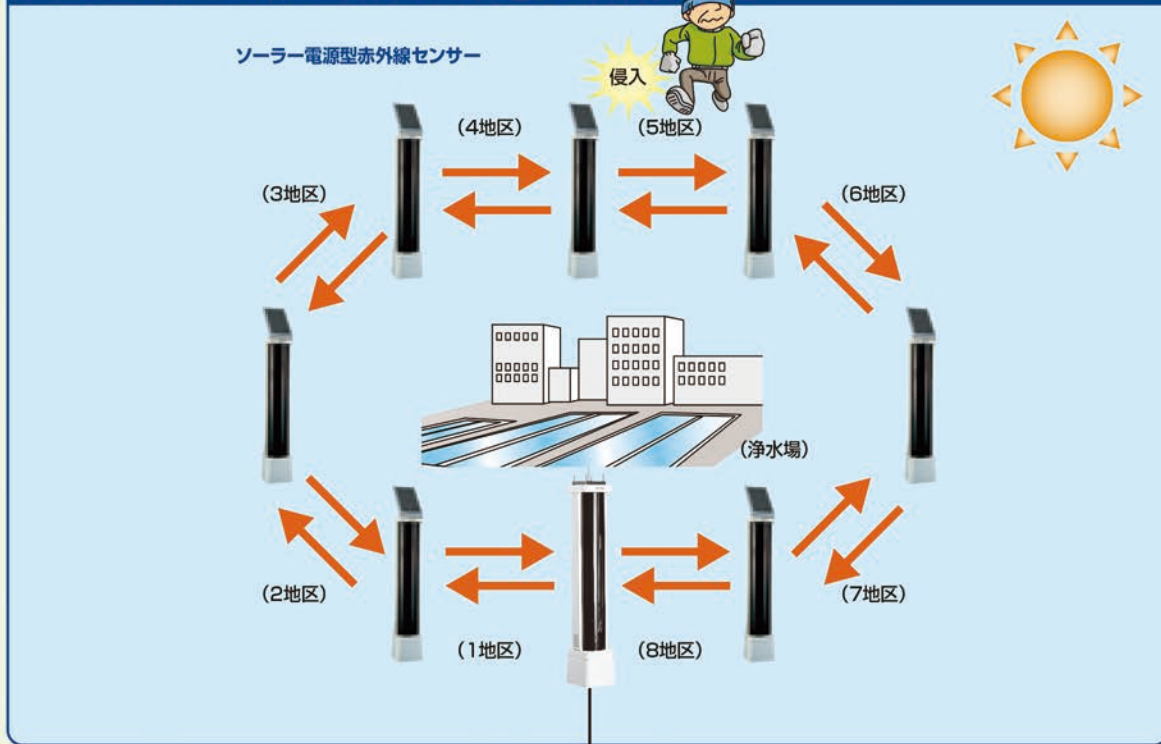 ソーラー電源型赤外線センサー
侵入
(4地区)
(5地区)
(3地区)
(6地区)
(浄水場)
(2地区)
(7地区)
(1地区)
(8地区)